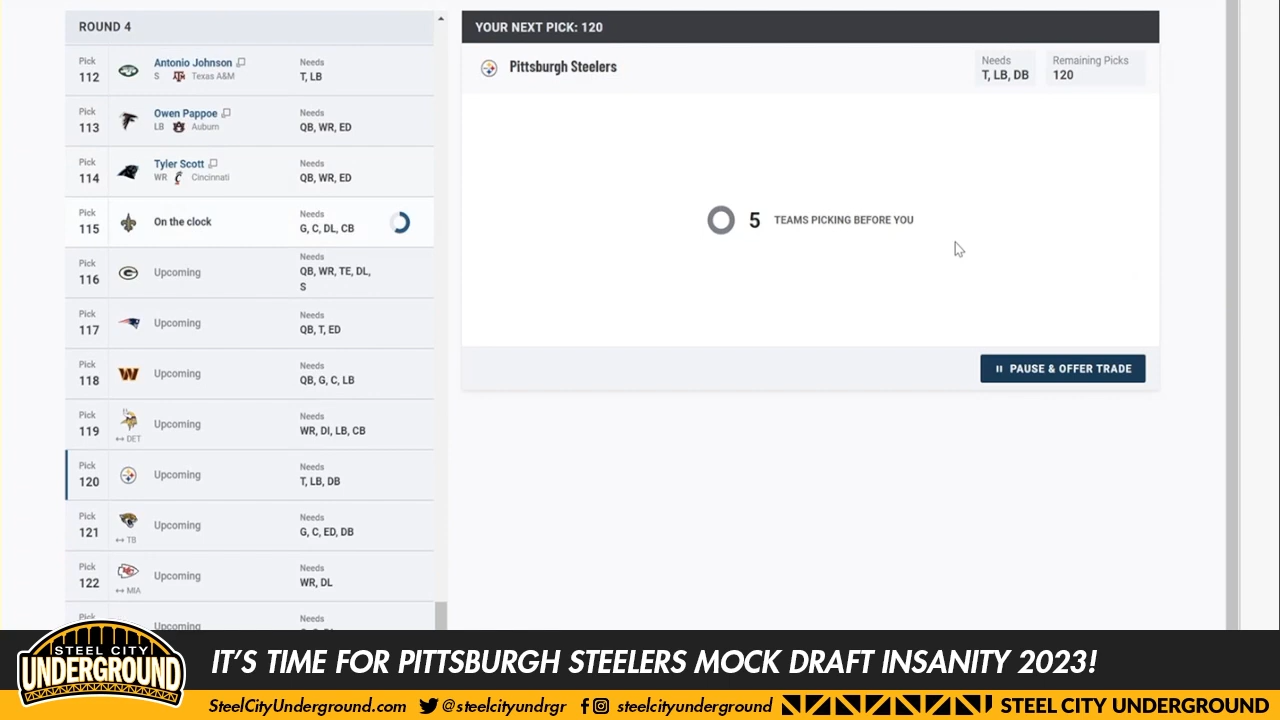 ROUND 4
Pick
112
Antonio Johnson
S Texas A&M
Needs
T, LB
Pick
113
Owen Pappoe
LB Auburn
Needs
QB, WR, ED
Pick
114
Tyler Scott
WR Cincinnati
Needs
QB, WR, ED
Pick
115
On the clock
Needs
G, C, DL, CB
Pick
116
Upcoming
Needs
QB, WR, TE, DL,
S
Pick
117
Upcoming
Needs
QB, T, ED
Pick
118
Upcoming
Needs
QB, G, C, LB
Pick
119
↔ DET
Upcoming
Needs
WR, DI, LB, CB
Pick
120
Upcoming
Needs
T, LB, DB
Pick
121
↔ TB
Upcoming
Needs
G, C, ED, DB
Pick
122
↔ MIA
Upcoming
Needs
WR, DL
Pick
Upcoming
Needs
YOUR NEXT PICK: 120
Pittsburgh Steelers
Needs
T, LB, DB
Remaining Picks
120
5 TEAMS PICKING BEFORE YOU
PAUSE & OFFER TRADE
STEEL CITY
UNDERGROUND
IT'S TIME FOR PITTSBURGH STEELERS MOCK DRAFT INSANITY 2023!
SteelCityUnderground.com @steelcityundrgr steelcityunderground STEEL CITY UNDERGROUND